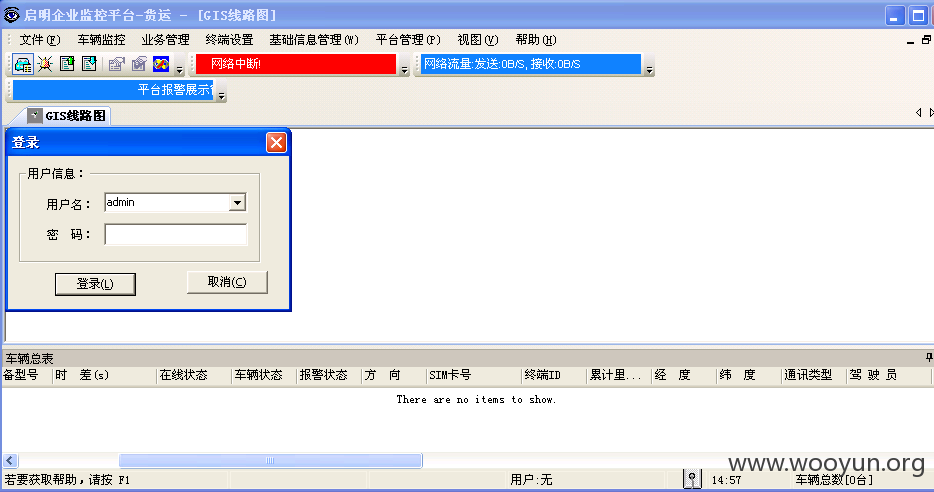 启明企业监控平台-货运 - [GIS线路图]
文件(F) 车辆监控 业务管理 终端设置 基础信息管理(W) 平台管理(P) 视图(V) 帮助(H)
网络中断! 网络流量:发送:0B/S,接收:0B/S
平台报警展示
GIS线路图
登录
用户信息:
用户名: admin
密 码:
登录(L) 取消(C)
车辆总表
备型号 时 差(s) 在线状态 车辆状态 报警状态 方 向 SIM卡号 终端ID 累计里... 经 度 纬 度 通讯类型 驾 驶 员
There are no items to show.
www.wooyun.org
若要获取帮助,请按 F1 用户:无 14:57 车辆总数[0台]